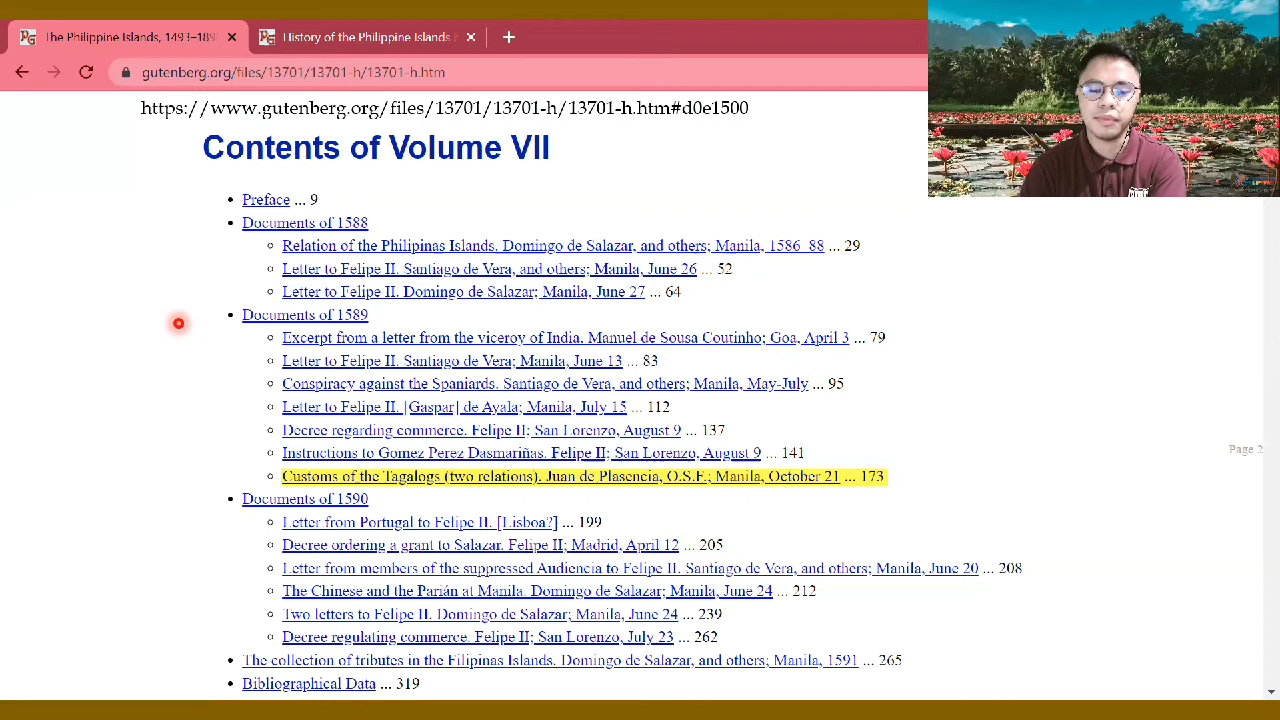 The Philippine Islands, 1493–189
History of the Philippine Islands
gutenberg.org/files/13701/13701-h/13701-h.htm
https://www.gutenberg.org/files/13701/13701-h/13701-h.htm#d0e1500
Contents of Volume VII
Preface ... 9
Documents of 1588
Relation of the Philipinas Islands. Domingo de Salazar, and others; Manila, 1586–88 ... 29
Letter to Felipe II. Santiago de Vera, and others; Manila, June 26 ... 52
Letter to Felipe II. Domingo de Salazar; Manila, June 27 ... 64
Documents of 1589
Excerpt from a letter from the viceroy of India. Manuel de Sousa Coutinho; Goa, April 3 ... 79
Letter to Felipe II. Santiago de Vera; Manila, June 13 ... 83
Conspiracy against the Spaniards. Santiago de Vera, and others; Manila, May-July ... 95
Letter to Felipe II. [Gaspar] de Ayala; Manila, July 15 ... 112
Decree regarding commerce. Felipe II; San Lorenzo, August 9 ... 137
Instructions to Gomez Perez Dasmariñas. Felipe II; San Lorenzo, August 9 ... 141
Page 2
Customs of the Tagalogs (two relations). Juan de Plasencia, O.S.F.; Manila, October 21 ... 173
Documents of 1590
Letter from Portugal to Felipe II. [Lisboa?] ... 199
Decree ordering a grant to Salazar. Felipe II; Madrid, April 12 ... 205
Letter from members of the suppressed Audiencia to Felipe II. Santiago de Vera, and others; Manila, June 20 ... 208
The Chinese and the Parián at Manila. Domingo de Salazar; Manila, June 24 ... 212
Two letters to Felipe II. Domingo de Salazar; Manila, June 24 ... 239
Decree regulating commerce. Felipe II; San Lorenzo, July 23 ... 262
The collection of tributes in the Filipinas Islands. Domingo de Salazar, and others; Manila, 1591 ... 265
Bibliographical Data ... 319